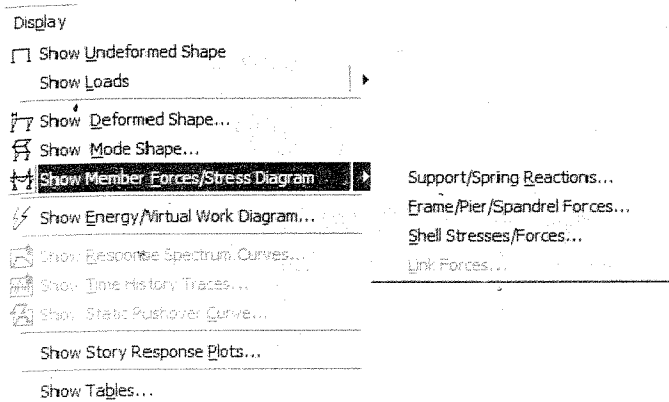 Display
Show Undeformed Shape
Show Loads
Show Deformed Shape...
Show Mode Shape...
Show Member Forces/Stress Diagram
Show Energy/Virtual Work Diagram...
Show Response Spectrum Curves...
Show Time History Traces...
Show Static Pushover Curve...
Show Story Response Plots...
Show Tables...
Support/Spring Reactions...
Frame/Pier/Spandrel Forces...
Shell Stresses/Forces...
Link Forces...